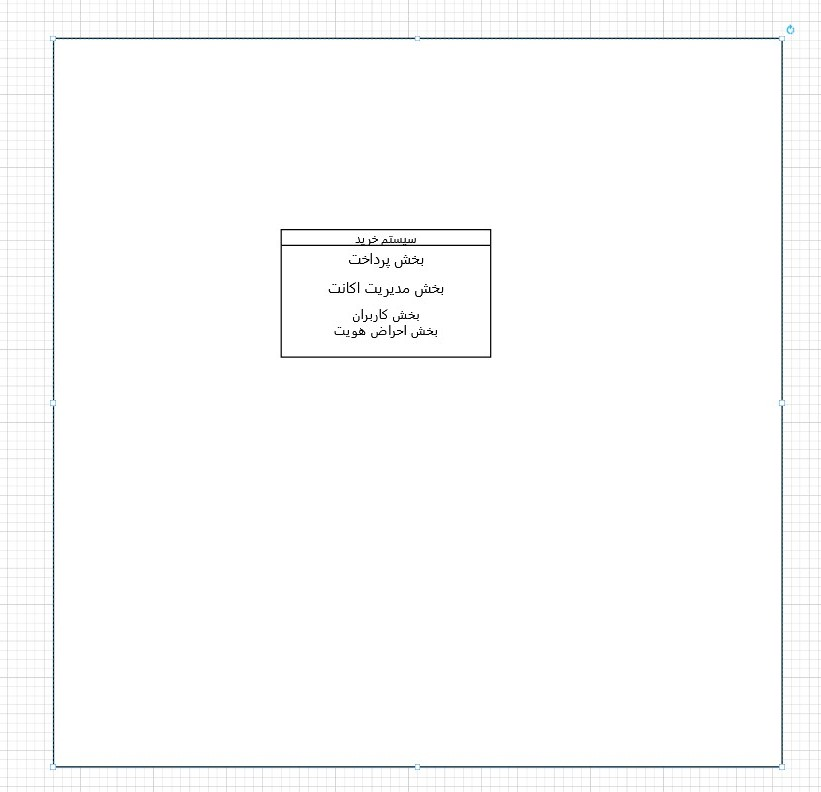 سیستم خرید
بخش پرداخت
بخش مدیریت اکانت
بخش کاربران
بخش احراض هویت